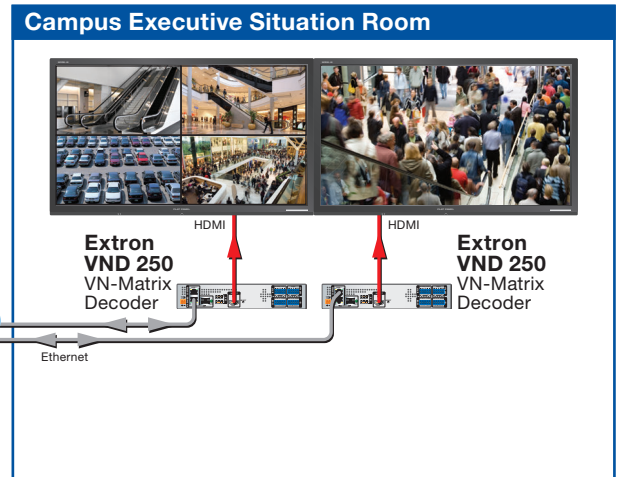 Campus Executive Situation Room
HDMI
HDMI
Extron
VND 250
VN-Matrix
Decoder
Extron
VND 250
VN-Matrix
Decoder
Ethernet